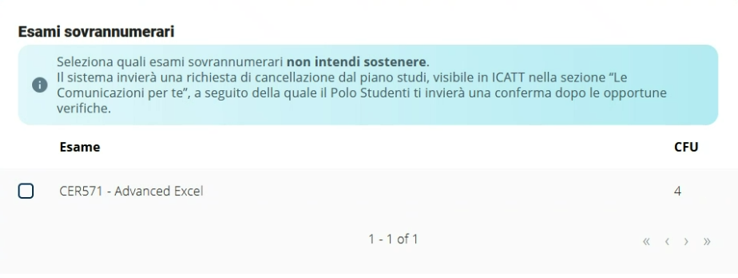 Esami sovrannumerari
Seleziona quali esami sovrannumerari non intendi sostenere.
Il sistema invierà una richiesta di cancellazione dal piano studi, visibile in ICATT nella sezione “Le
Comunicazioni per te”, a seguito della quale il Polo Studenti ti invierà una conferma dopo le opportune
verifiche.
Esame CFU
CER571 - Advanced Excel 4
1 - 1 of 1 « ‹ › »